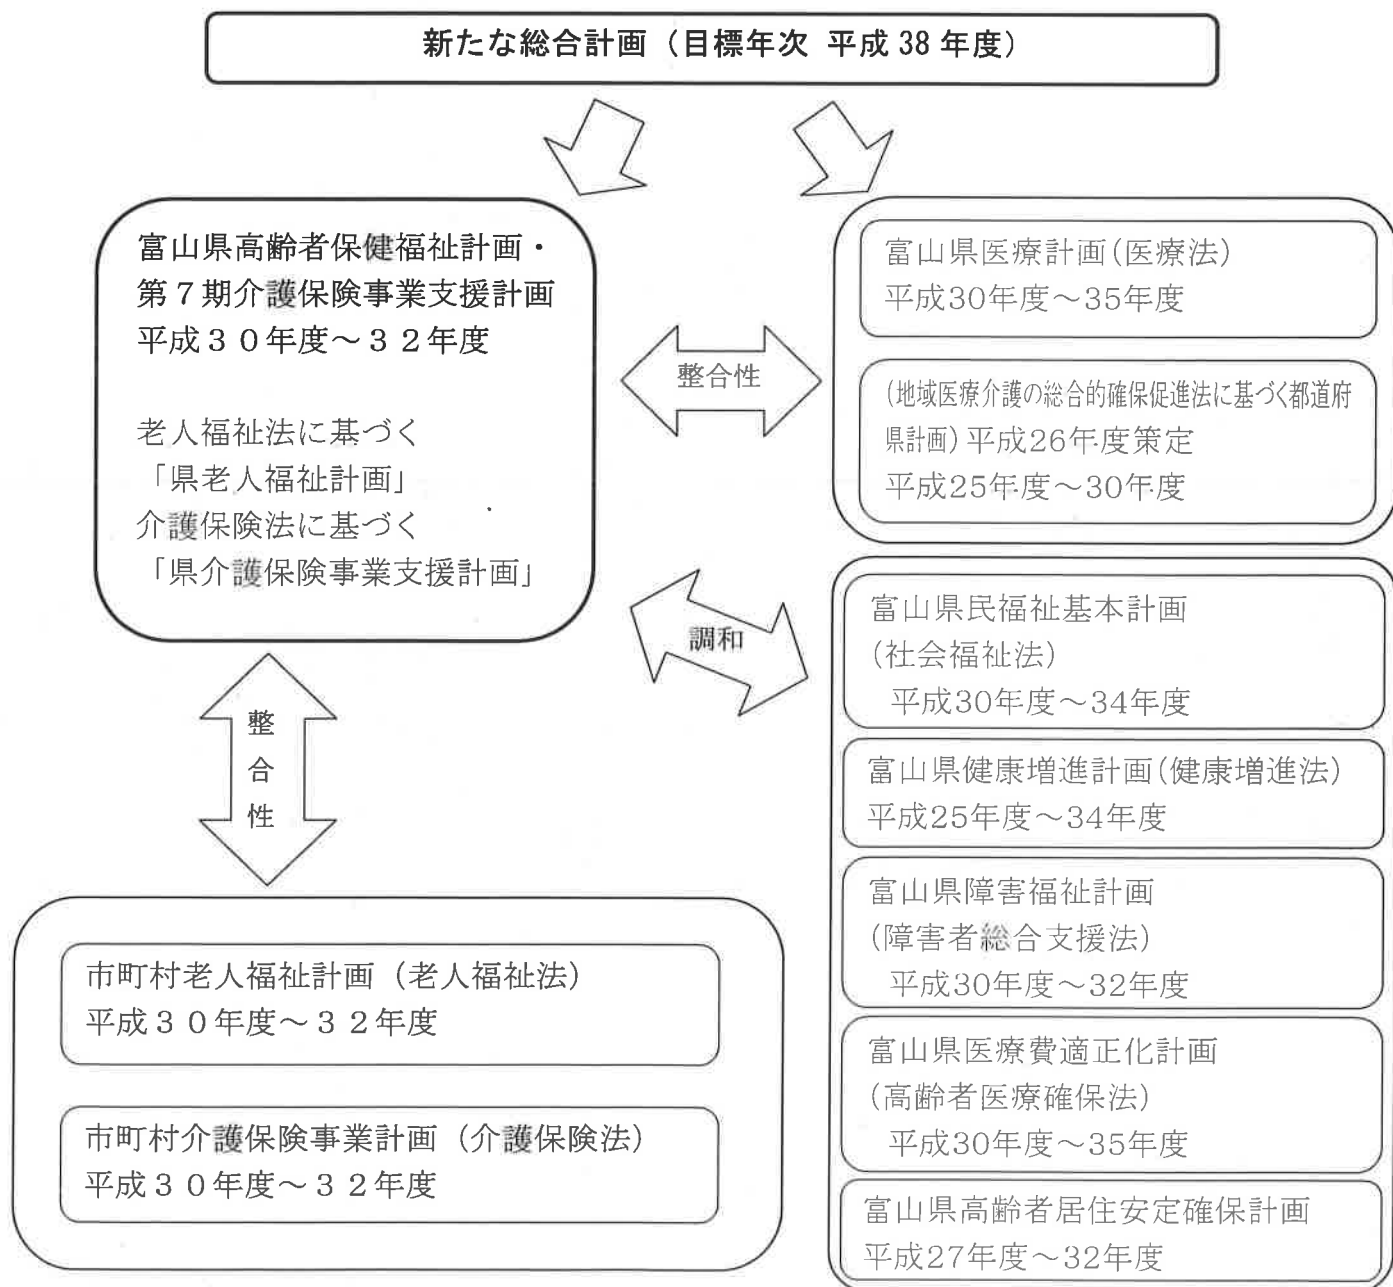 新たな総合計画（目標年次 平成38年度）
富山県高齢者保健福祉計画・
第７期介護保険事業支援計画
平成３０年度～３２年度
老人福祉法に基づく
「県老人福祉計画」
介護保険法に基づく
「県介護保険事業支援計画」
整合性
富山県医療計画(医療法)
平成30年度～35年度
(地域医療介護の総合的確保促進法に基づく都道府
県計画) 平成26年度策定
平成25年度～30年度
調和
富山県民福祉基本計画
(社会福祉法)
平成30年度～34年度
富山県健康増進計画(健康増進法)
平成25年度～34年度
富山県障害福祉計画
(障害者総合支援法)
平成30年度～32年度
富山県医療費適正化計画
(高齢者医療確保法)
平成30年度～35年度
富山県高齢者居住安定確保計画
平成27年度～32年度
整合性
市町村老人福祉計画（老人福祉法）
平成３０年度～３２年度
市町村介護保険事業計画（介護保険法）
平成３０年度～３２年度